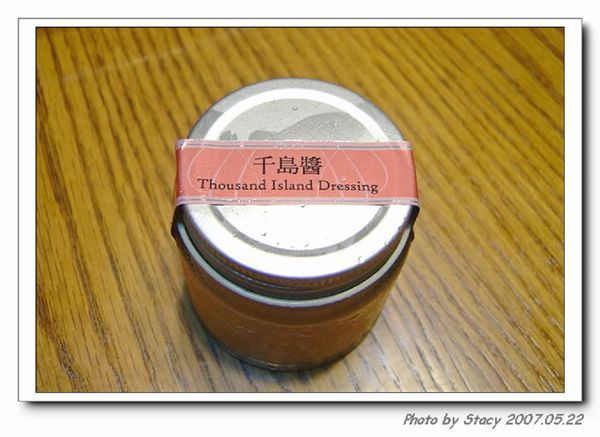 千島醬
Thousand Island Dressing
Photo by Stacy 2007.05.22